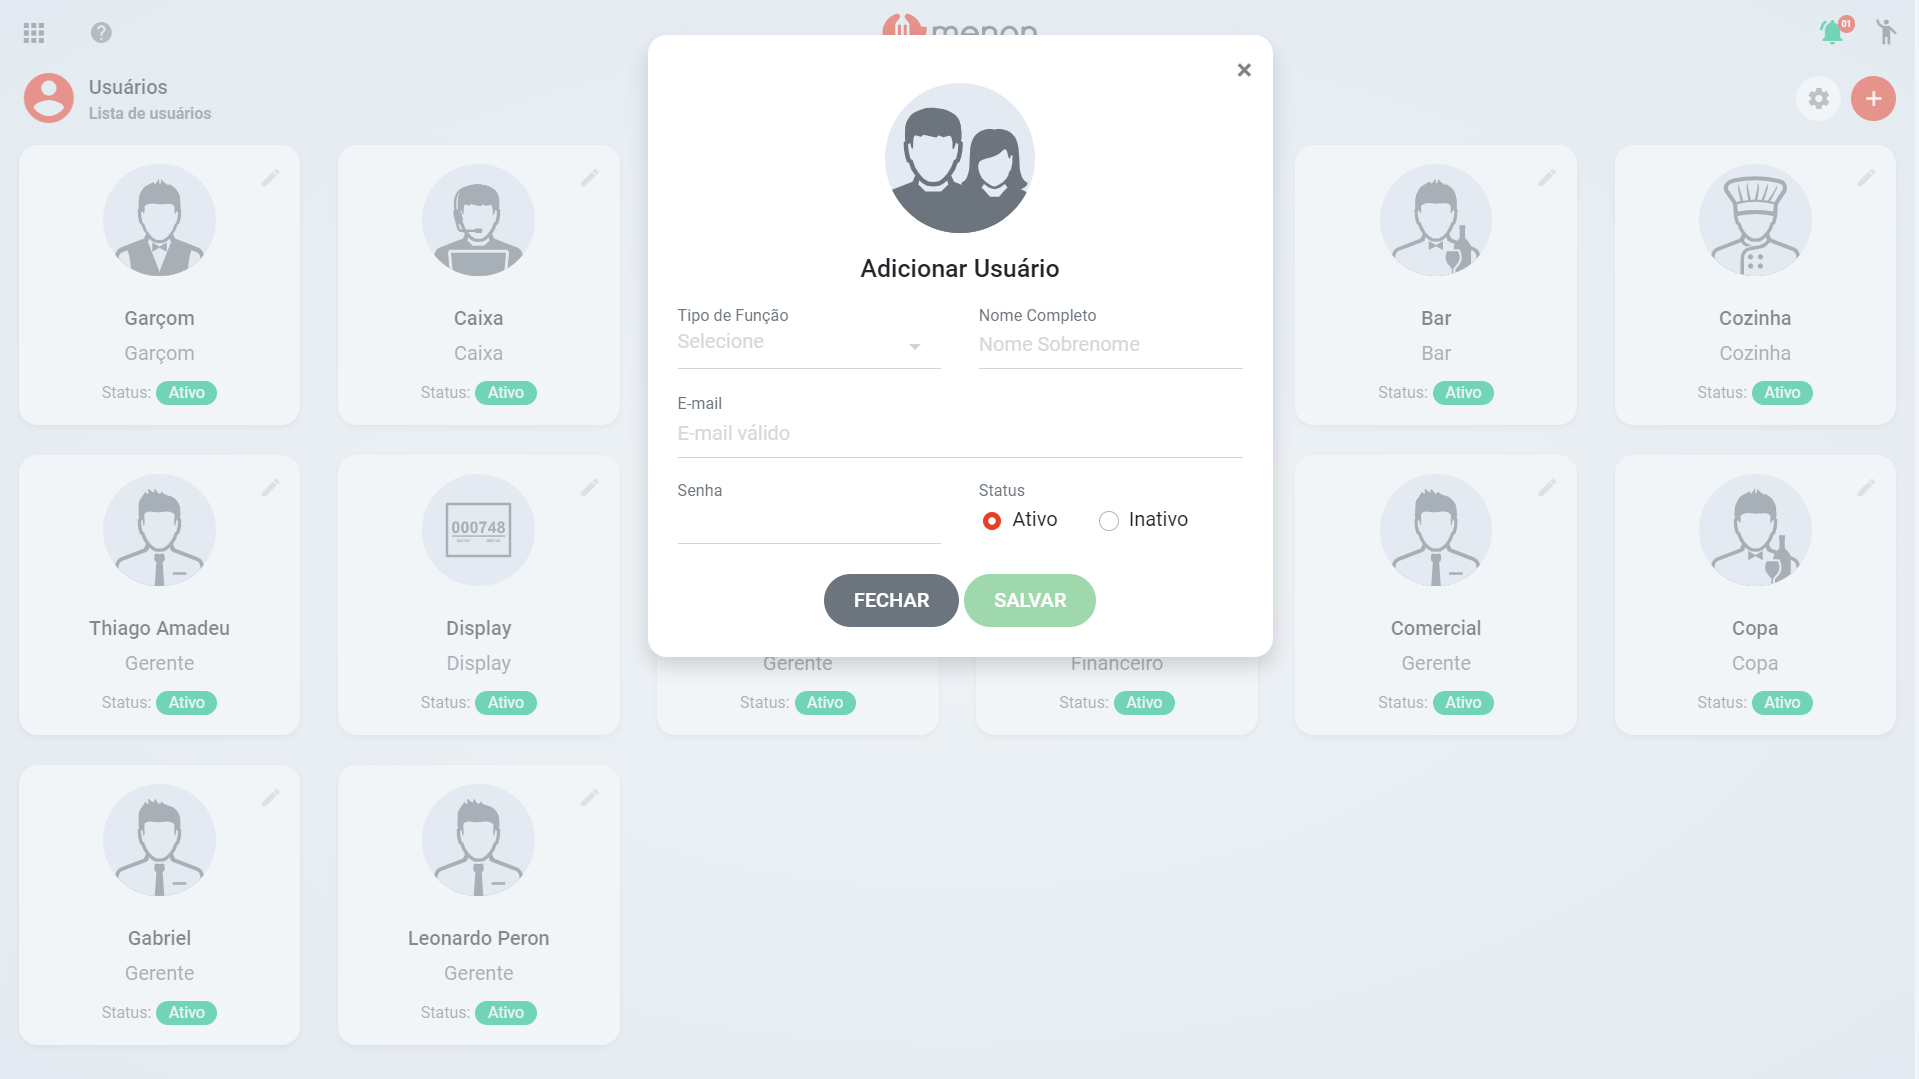 menon
01
Usuários
Lista de usuários
×
Adicionar Usuário
Tipo de Função
Nome Completo
Selecione
Nome Sobrenome
E-mail
E-mail válido
Senha
Status
Ativo
Inativo
FECHAR
SALVAR
Garçom
Garçom
Status: Ativo
Caixa
Caixa
Status: Ativo
Bar
Bar
Status: Ativo
Cozinha
Cozinha
Status: Ativo
Thiago Amadeu
Gerente
Status: Ativo
000748
Display
Display
Status: Ativo
Gerente
Status: Ativo
Financeiro
Status: Ativo
Comercial
Gerente
Status: Ativo
Copa
Copa
Status: Ativo
Gabriel
Gerente
Status: Ativo
Leonardo Peron
Gerente
Status: Ativo